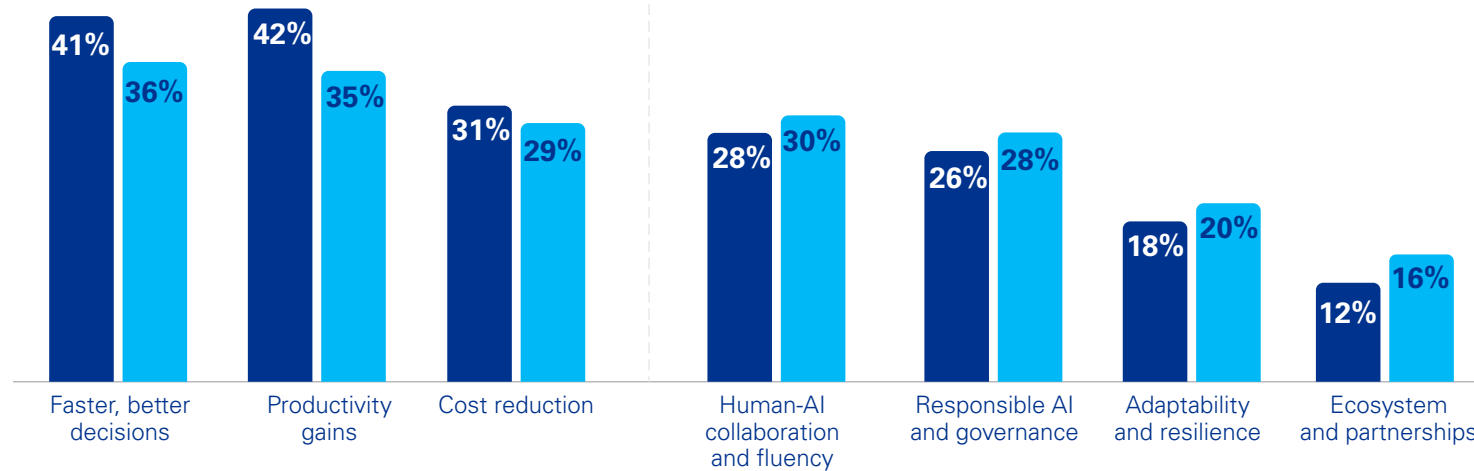 41%
36%
42%
35%
31%
29%
28%
30%
26%
28%
18%
20%
12%
16%
Faster, better
decisions
Productivity
gains
Cost reduction
Human-AI
collaboration
and fluency
Responsible AI
and governance
Adaptability
and resilience
Ecosystem
and partnerships